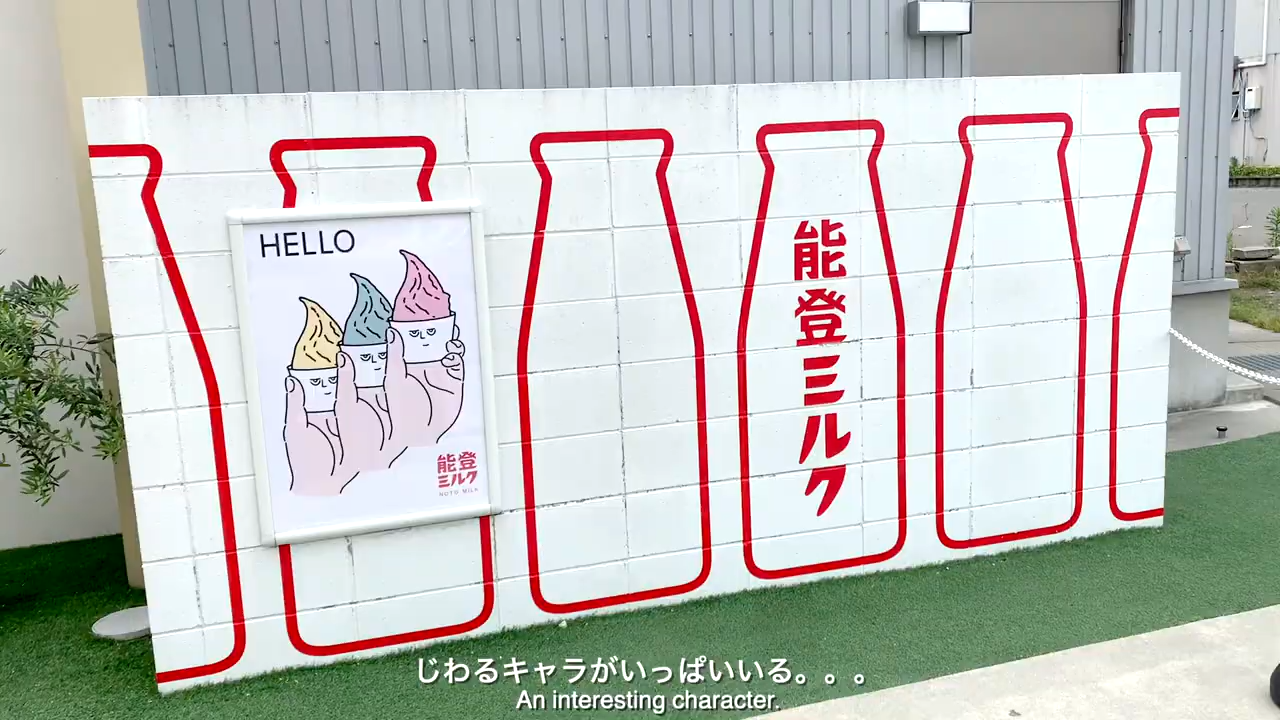 HELLO
能登
ミルク
NOTO MILK
能登ミルク
じわるキャラがいっぱいいる。。。
An interesting character.